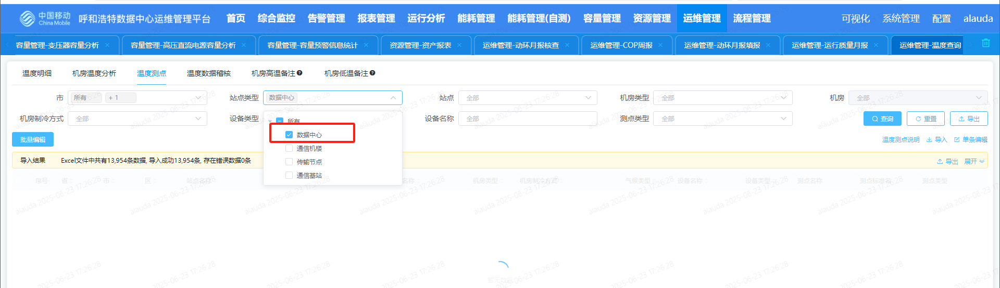 中国移动 China Mobile 呼和浩特数据中心运维管理平台 首页 综合监控 告警管理 报表管理 运行分析 能耗管理 能耗管理(自测) 容量管理 资源管理 运维管理 流程管理 可视化 系统管理 配置 alauda
容量管理-变压器容量分析 × 容量管理-高压直流电源容量分析 × 容量管理-容量预警信息统计 × 资源管理-资产报表 × 运维管理-动环月报核查 × 运维管理-COP周报 × 运维管理-动环月报填报 × 运维管理-运行质量月报 × 运维管理-温度查询
温度明细 机房温度分析 温度测点 温度数据稽核 机房高温备注 机房低温备注
市 所有 + 1 站点类型 数据中心 站点 全部 机房类型 全部 机房 全部
机房制冷方式 全部 设备类型 设备名称 全部 测点类型 全部 查询 重置 导出
所有
数据中心
通信机楼
传输节点
通信基站
批量编辑 温度测点说明 导入 单条编辑
导入结果 Excel文件中共有13,954条数据, 导入成功13,954条, 存在错误数据0条 导出 展开
序号 省 市 区 站点名称 名称 机房类型 机房制冷方式 气候类型 设备名称 设备类型 测点名称 测点标准名 测点类型
暂无数据
alauda 2025-06-23 17:26:28